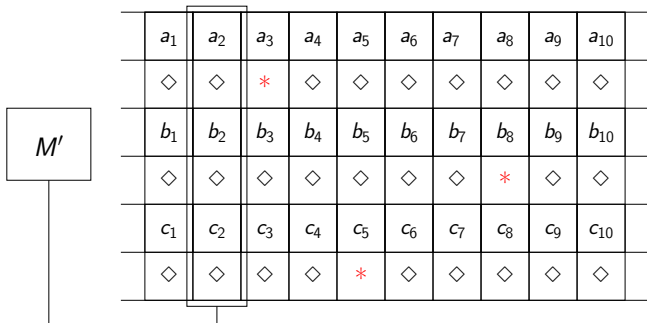 a₁ a₂ a₃ a₄ a₅ a₆ a₇ a₈ a₉ a₁₀
◇ ◇ * ◇ ◇ ◇ ◇ ◇ ◇ ◇
M′
b₁ b₂ b₃ b₄ b₅ b₆ b₇ b₈ b₉ b₁₀
◇ ◇ ◇ ◇ ◇ ◇ ◇ * ◇ ◇
c₁ c₂ c₃ c₄ c₅ c₆ c₇ c₈ c₉ c₁₀
◇ ◇ ◇ ◇ * ◇ ◇ ◇ ◇ ◇